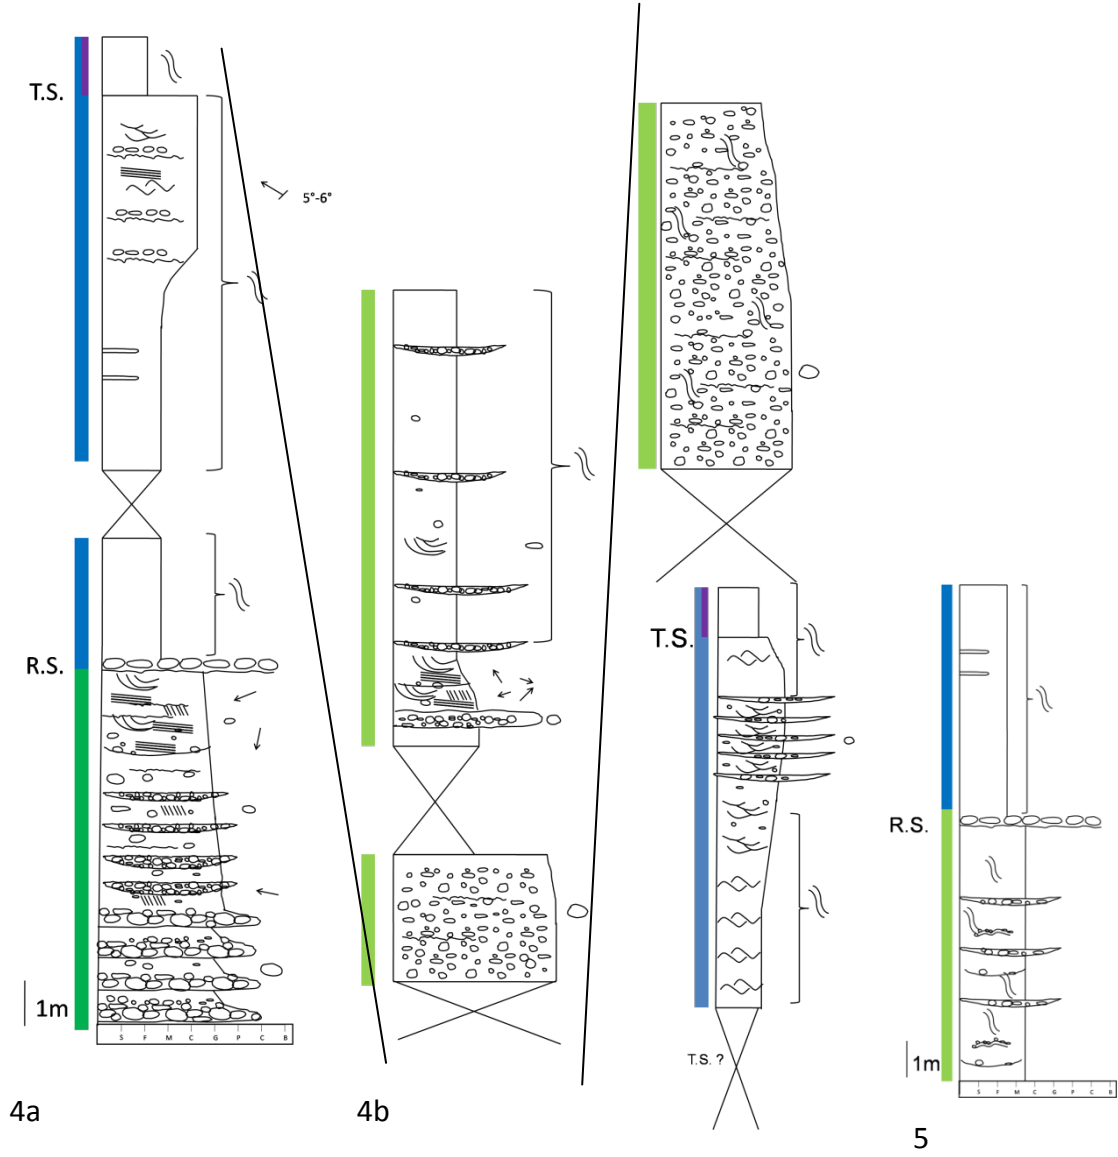 T.S.
5°-6°
R.S.
1m
S F M C G P C B
4a
4b
T.S.
T.S. ?
R.S.
1m
S F M C P C B
5